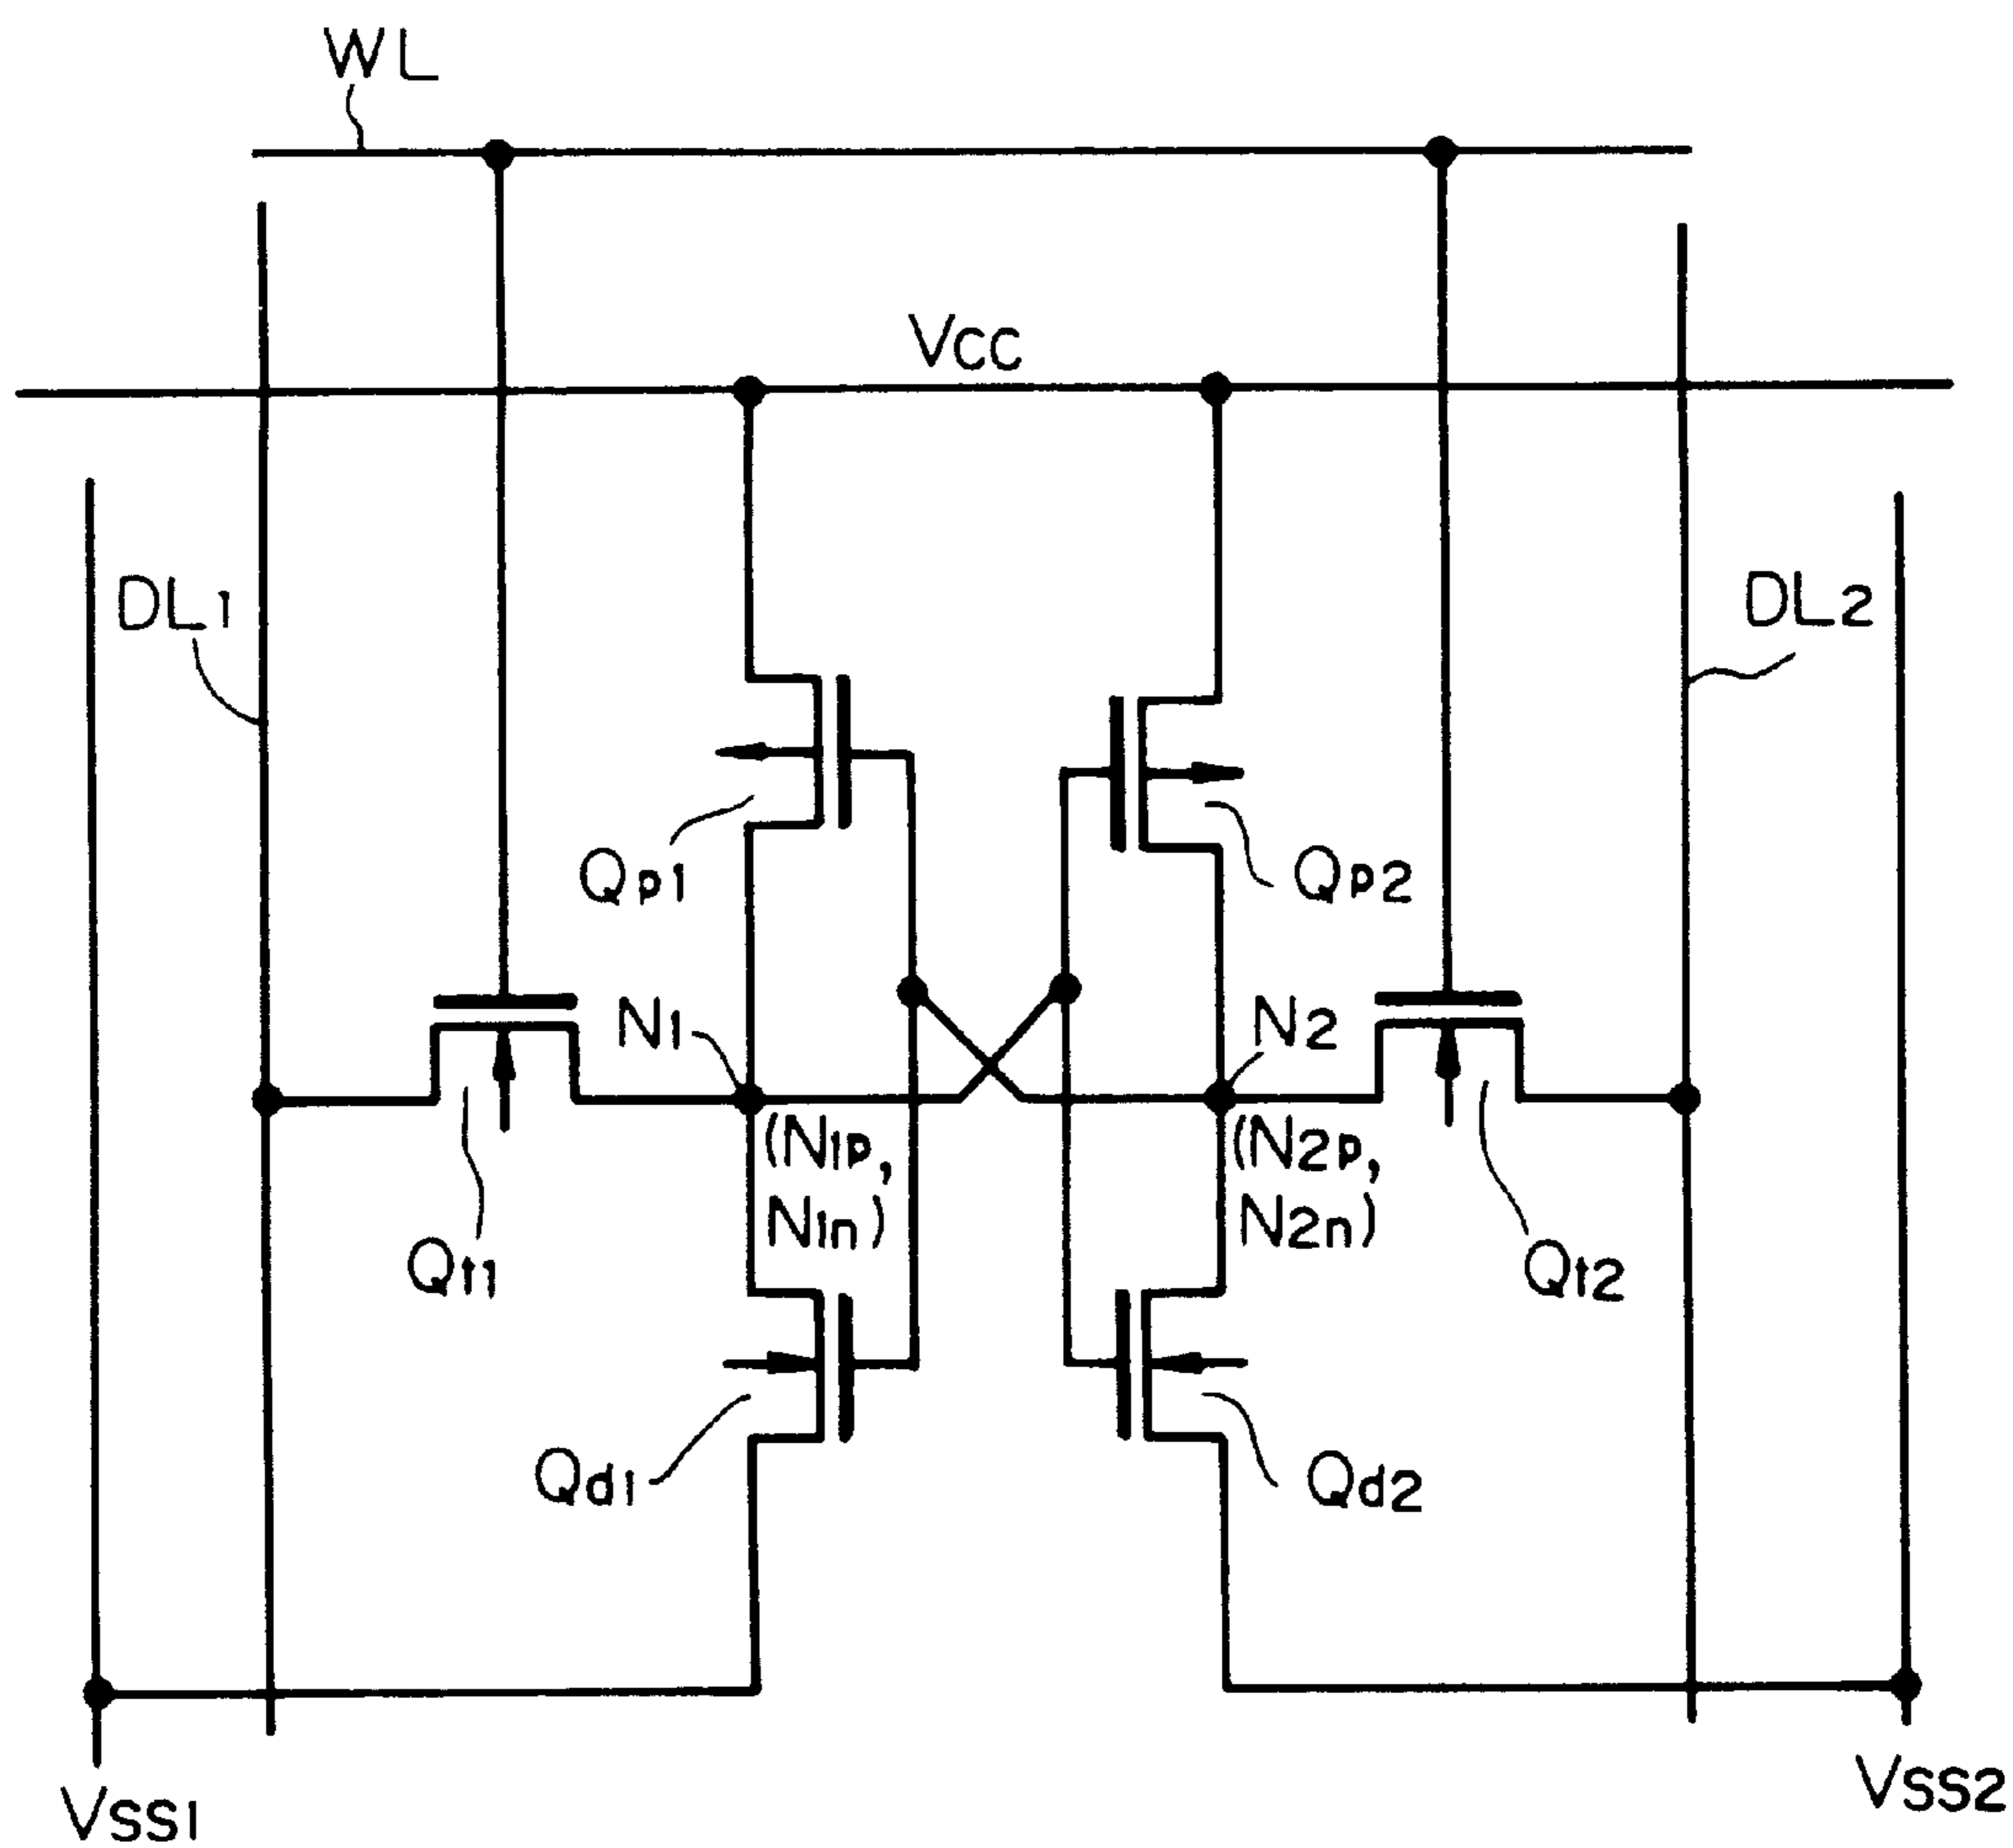 WL
Vcc
DL1
DL2
Qp1
Qp2
N1
N2
(N1p,
N1n)
(N2p,
N2n)
Qt1
Qt2
Qd1
Qd2
Vss1
Vss2